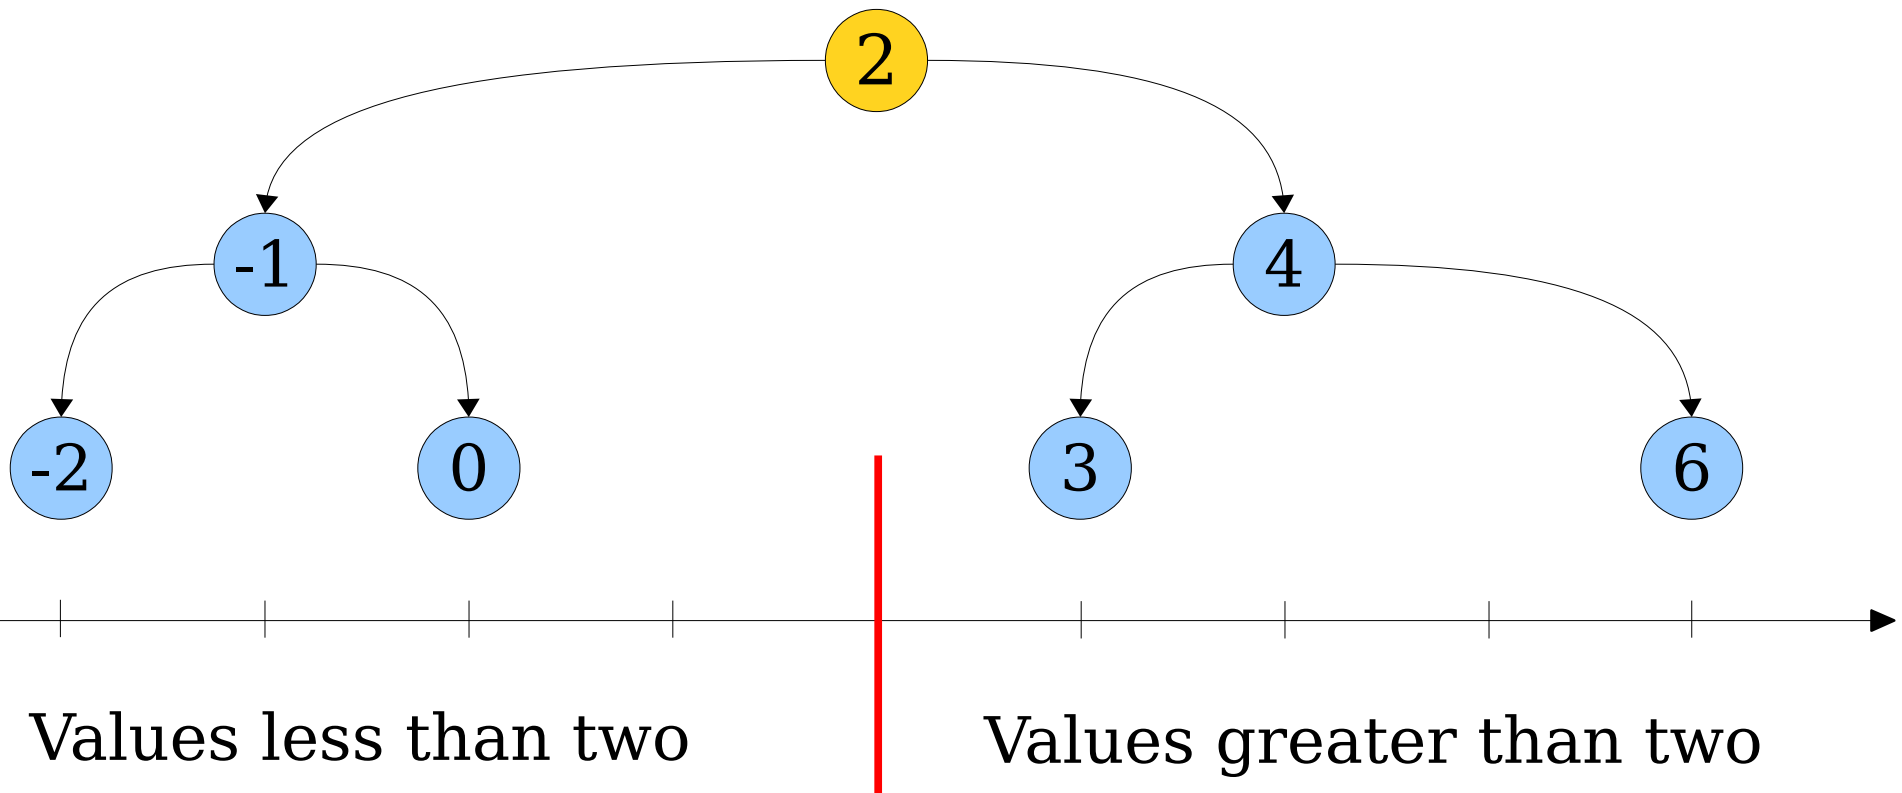 2
-1 4
-2 0 3 6
Values less than two
Values greater than two